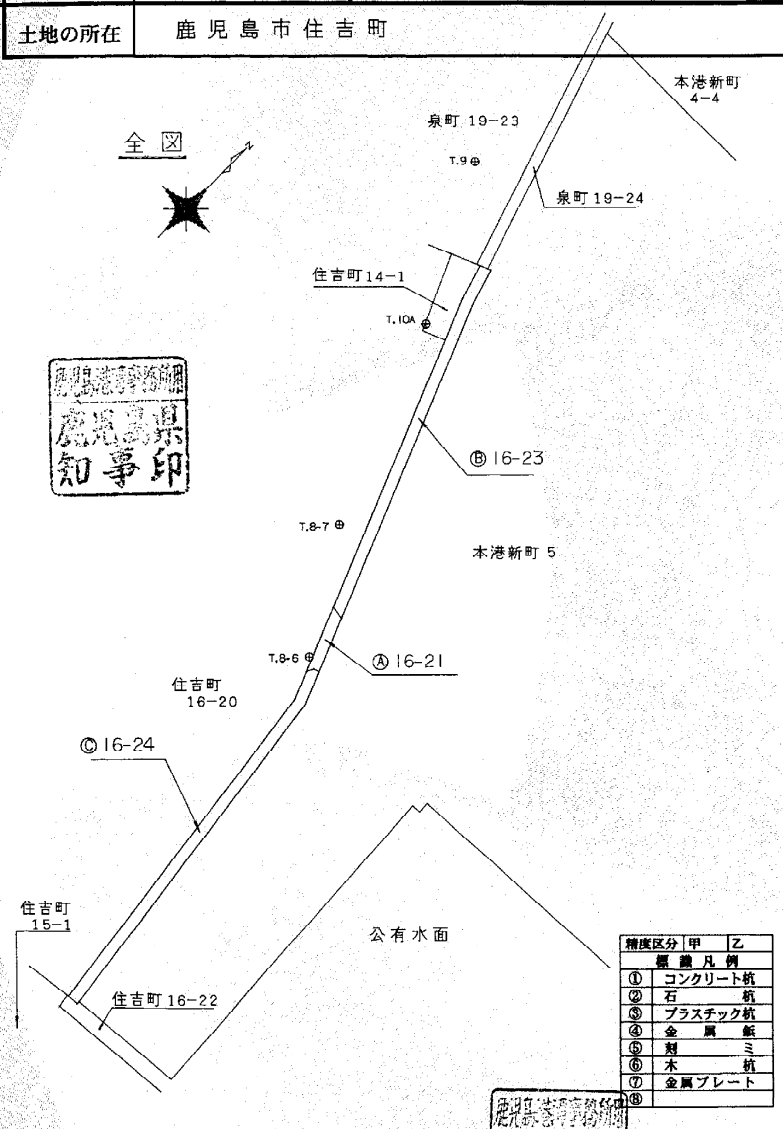 土地の所在 鹿児島市住吉町
本港新町
4-4
泉町 19-23
全図
T.9
泉町 19-24
住吉町 14-1
T.10A
鹿児島県
知事印
Ⓑ 16-23
T.8-7
本港新町 5
T.8-6
Ⓐ 16-21
住吉町
16-20
Ⓒ 16-24
住吉町
15-1
公有水面
住吉町 16-22
精度区分 甲 乙
標識凡例
① コンクリート杭
② 石杭
③ プラスチック杭
④ 金属鋲
⑤ 刻ミ
⑥ 木杭
⑦ 金属プレート
⑧